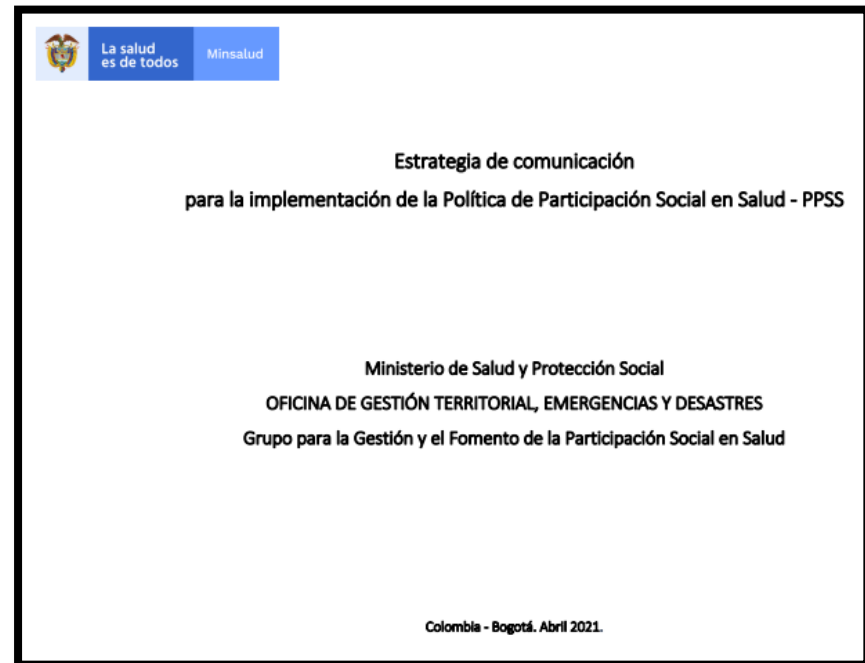 La salud
es de todos
Minsalud
Estrategia de comunicación
para la implementación de la Política de Participación Social en Salud - PPSS
Ministerio de Salud y Protección Social
OFICINA DE GESTIÓN TERRITORIAL, EMERGENCIAS Y DESASTRES
Grupo para la Gestión y el Fomento de la Participación Social en Salud
Colombia - Bogotá. Abril 2021.